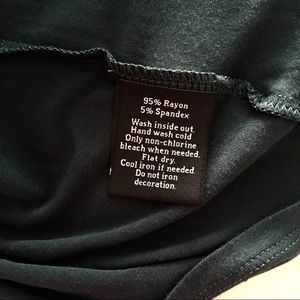 95% Rayon
5% Spandex
Wash inside out.
Hand wash cold
Only non-chlorine
bleach when needed.
Flat dry.
Cool iron if needed.
Do not iron
decoration.